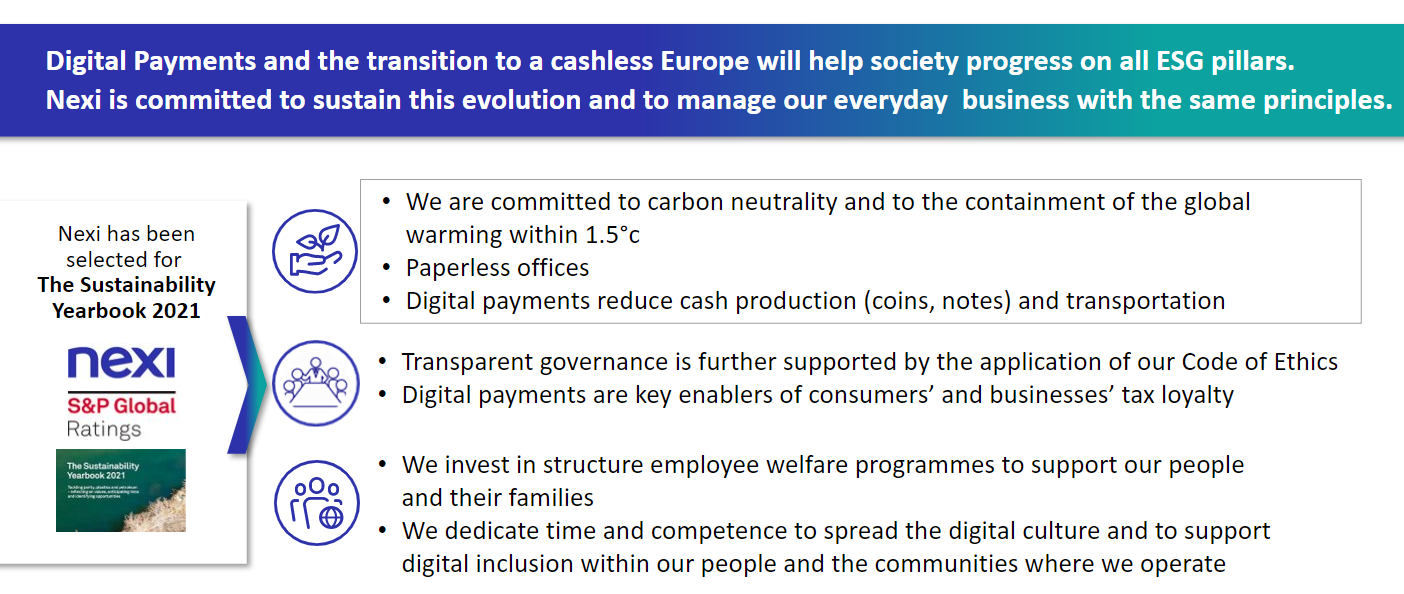 Digital Payments and the transition to a cashless Europe will help society progress on all ESG pillars.
Nexi is committed to sustain this evolution and to manage our everyday  business with the same principles.
Nexi has been
selected for
The Sustainability
Yearbook 2021
nexi
S&P Global
Ratings
The Sustainability
Yearbook 2021
• We are committed to carbon neutrality and to the containment of the global
warming within 1.5°c
• Paperless offices
• Digital payments reduce cash production (coins, notes) and transportation
• Transparent governance is further supported by the application of our Code of Ethics
• Digital payments are key enablers of consumers’ and businesses’ tax loyalty
• We invest in structure employee welfare programmes to support our people
and their families
• We dedicate time and competence to spread the digital culture and to support
digital inclusion within our people and the communities where we operate